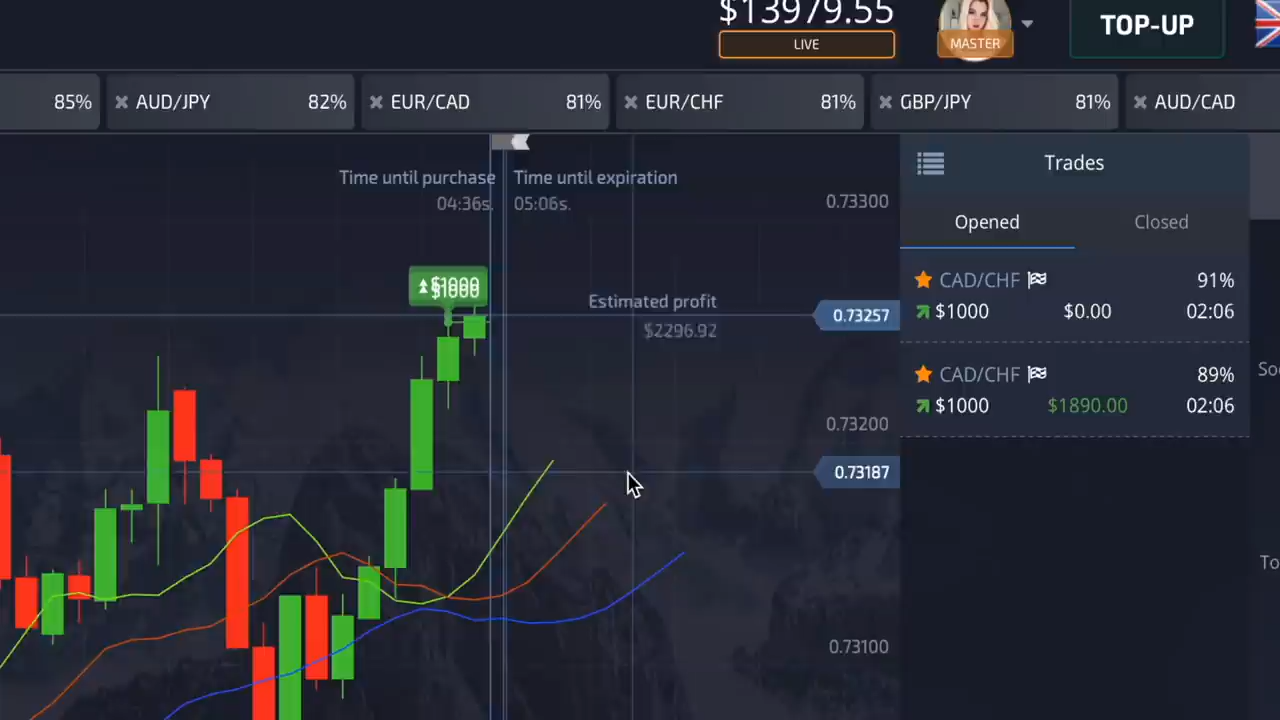 $13979.55
LIVE
MASTER
TOP-UP
85%
AUD/JPY 82%
EUR/CAD 81%
EUR/CHF 81%
GBP/JPY 81%
AUD/CAD
Time until purchase
04:36s.
Time until expiration
05:06s.
$1000
Estimated profit
$2296.92
0.73300
0.73257
0.73200
0.73187
0.73100
Trades
Opened Closed
CAD/CHF 91%
$1000 $0.00 02:06
CAD/CHF 89%
$1000 $1890.00 02:06